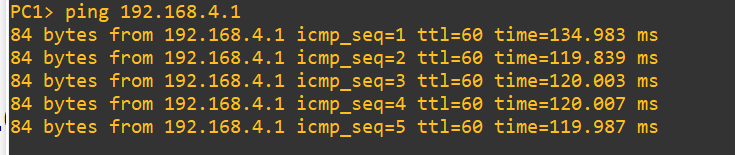 PC1> ping 192.168.4.1
84 bytes from 192.168.4.1 icmp_seq=1 ttl=60 time=134.983 ms
84 bytes from 192.168.4.1 icmp_seq=2 ttl=60 time=119.839 ms
84 bytes from 192.168.4.1 icmp_seq=3 ttl=60 time=120.003 ms
84 bytes from 192.168.4.1 icmp_seq=4 ttl=60 time=120.007 ms
84 bytes from 192.168.4.1 icmp_seq=5 ttl=60 time=119.987 ms